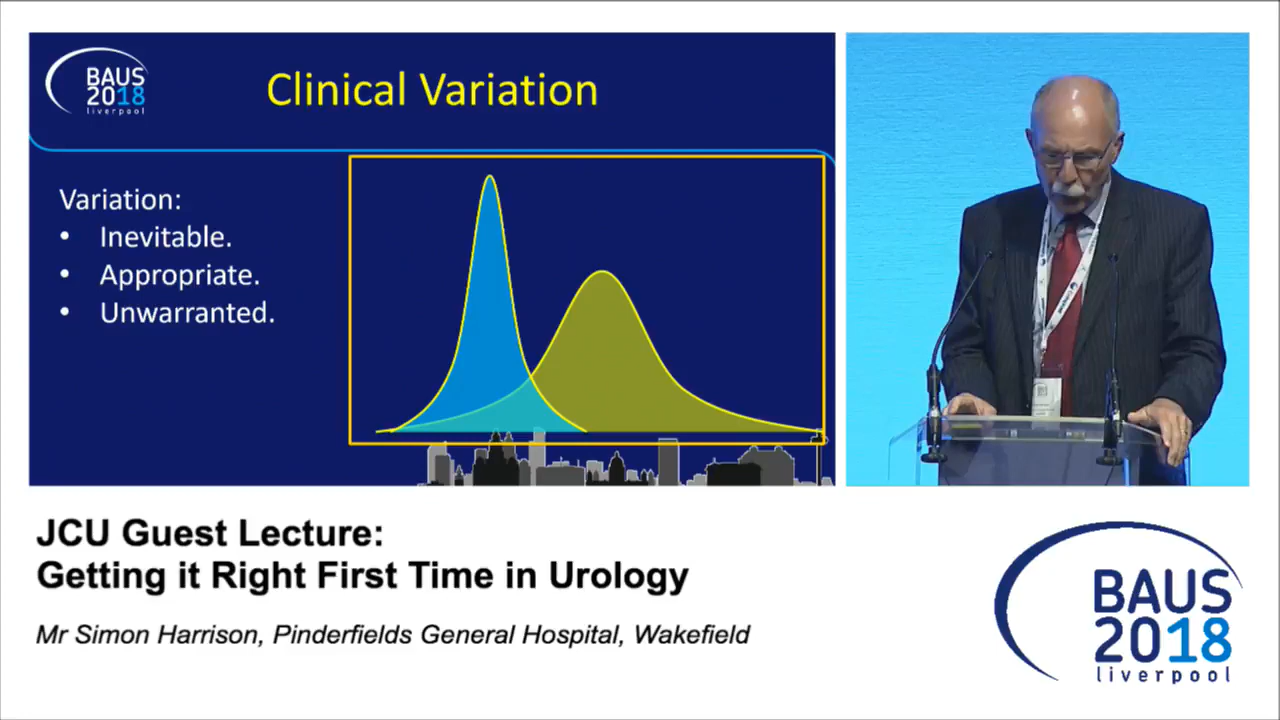 BAUS
2018
liverpool
Clinical Variation
Variation:
• Inevitable.
• Appropriate.
• Unwarranted.
JCU Guest Lecture:
Getting it Right First Time in Urology
Mr Simon Harrison, Pinderfields General Hospital, Wakefield
BAUS
2018
liverpool